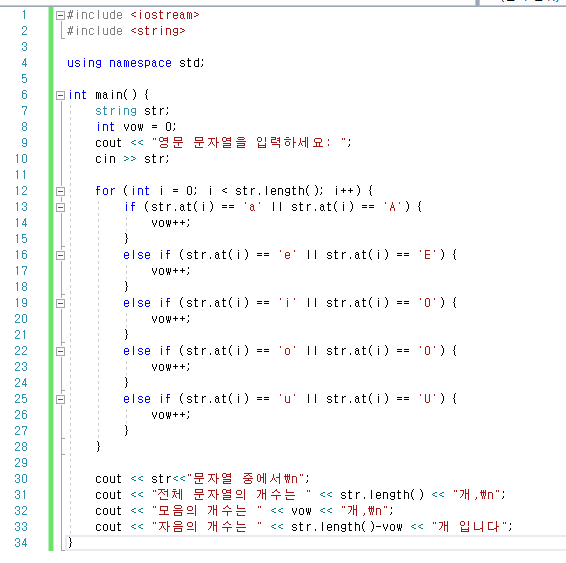 1 #include <iostream>
2 #include <string>
3
4 using namespace std;
5
6 int main() {
7 string str;
8 int vow = 0;
9 cout << "영문 문자열을 입력하세요: ";
10 cin >> str;
11
12 for (int i = 0; i < str.length(); i++) {
13 if (str.at(i) == 'a' || str.at(i) == 'A') {
14 vow++;
15 }
16 else if (str.at(i) == 'e' || str.at(i) == 'E') {
17 vow++;
18 }
19 else if (str.at(i) == 'i' || str.at(i) == 'O') {
20 vow++;
21 }
22 else if (str.at(i) == 'o' || str.at(i) == 'O') {
23 vow++;
24 }
25 else if (str.at(i) == 'u' || str.at(i) == 'U') {
26 vow++;
27 }
28 }
29
30 cout << str<<"문자열 중에서₩n";
31 cout << "전체 문자열의 개수는 " << str.length() << "개,₩n";
32 cout << "모음의 개수는 " << vow << "개,₩n";
33 cout << "자음의 개수는 " << str.length()-vow << "개 입니다";
34 }